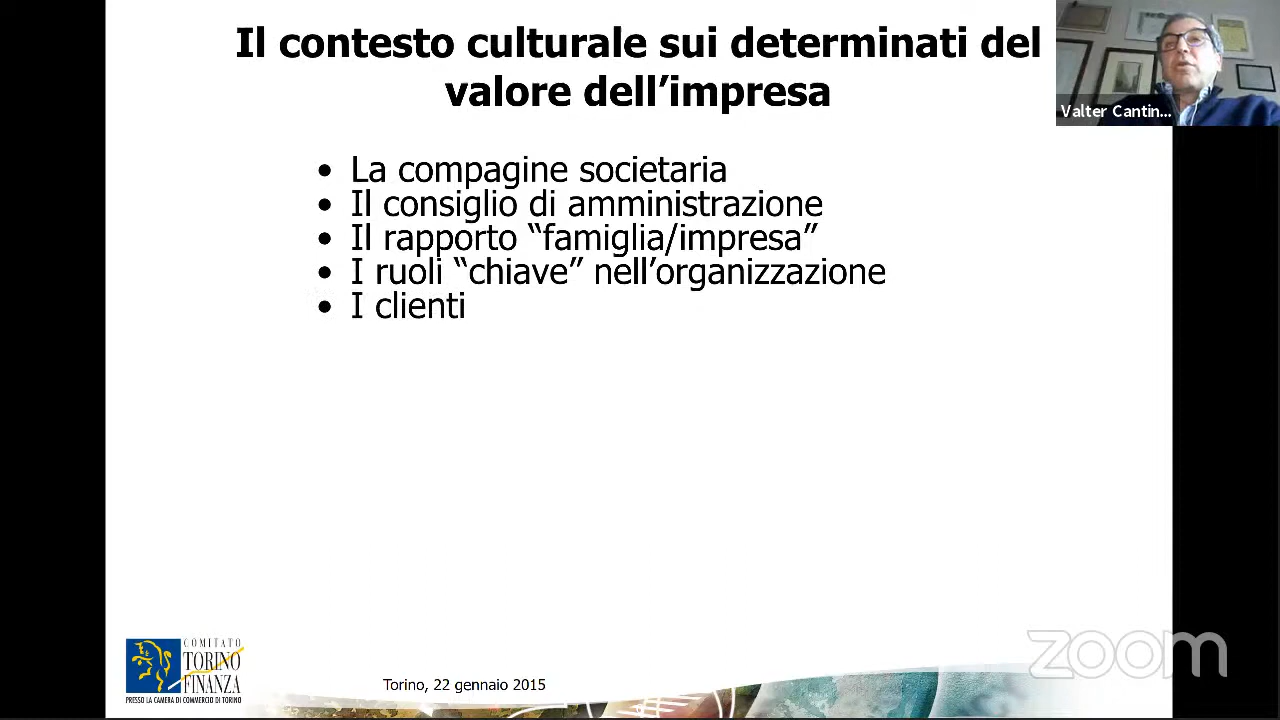 Il contesto culturale sui determinati del
valore dell’impresa
Valter Cantin...
• La compagine societaria
• Il consiglio di amministrazione
• Il rapporto “famiglia/impresa”
• I ruoli “chiave” nell’organizzazione
• I clienti
COMITATO
TORINO
FINANZA
PRESSO LA CAMERA DI COMMERCIO DI TORINO
Torino, 22 gennaio 2015
zoom